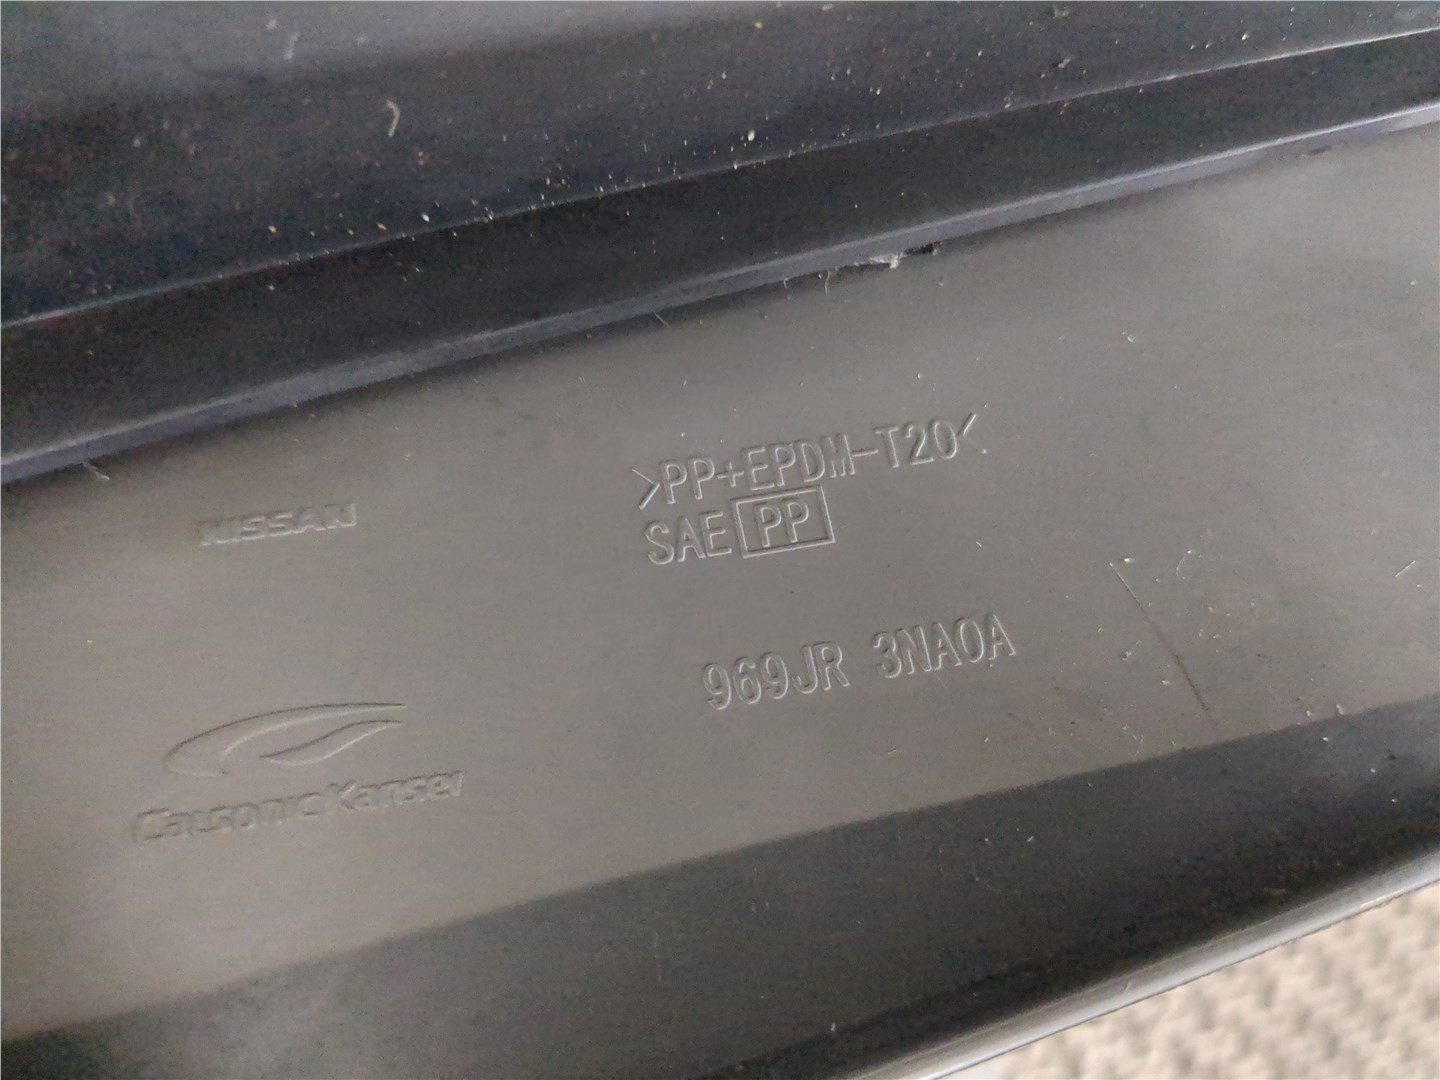 >PP+EPDM-T20<
NISSAN
SAE PP
969JR 3NA0A
CalsonicKansei